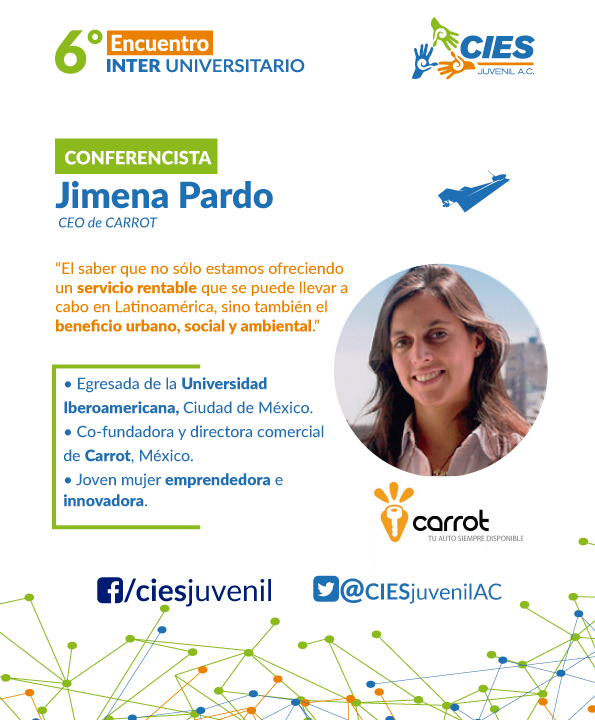 6° Encuentro
INTER UNIVERSITARIO
CIES
JUVENIL A.C.
CONFERENCISTA
Jimena Pardo
CEO de CARROT
“El saber que no sólo estamos ofreciendo
un servicio rentable que se puede llevar a
cabo en Latinoamérica, sino también el
beneficio urbano, social y ambiental.”
• Egresada de la Universidad
Iberoamericana, Ciudad de México.
• Co-fundadora y directora comercial
de Carrot, México.
• Joven mujer emprendedora e
innovadora.
carrot
TU AUTO SIEMPRE DISPONIBLE
/ciesjuvenil
@CIESjuvenilAC